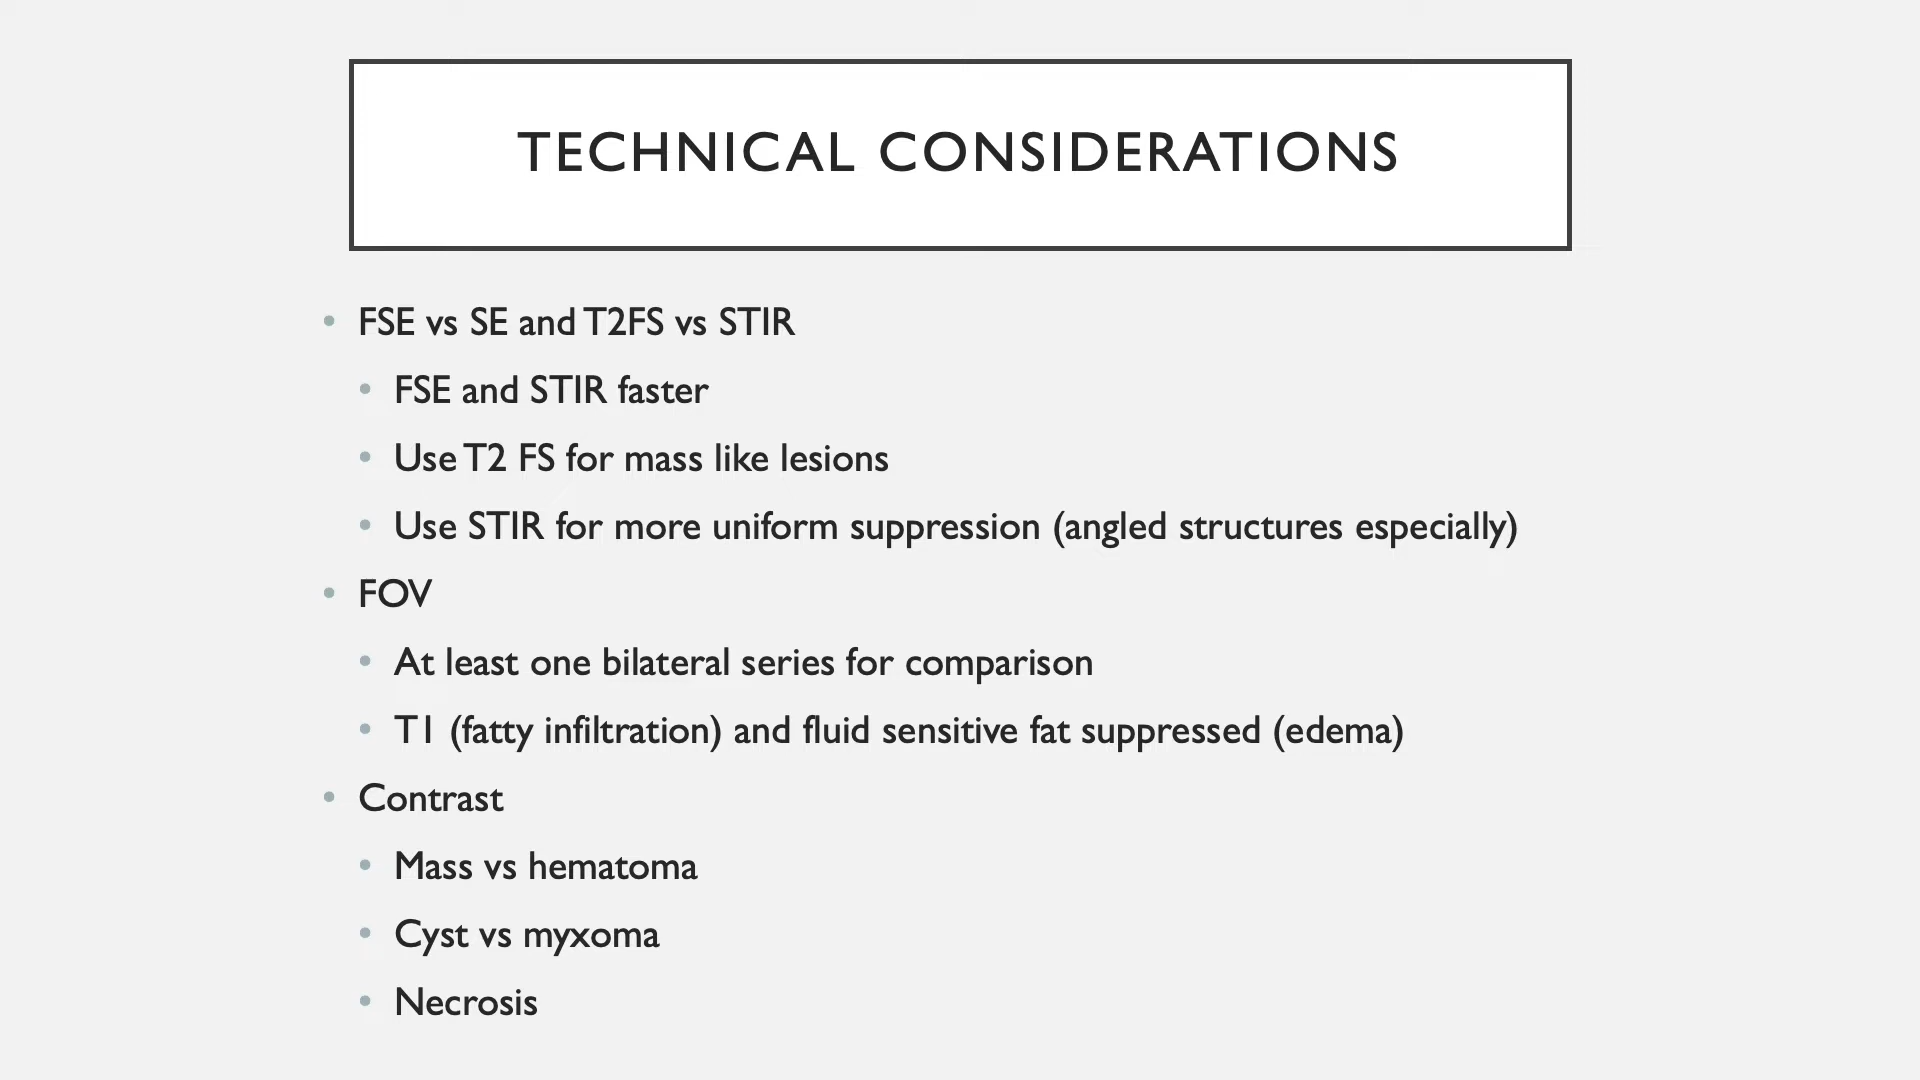 TECHNICAL CONSIDERATIONS
• FSE vs SE and T2FS vs STIR
• FSE and STIR faster
• Use T2 FS for mass like lesions
• Use STIR for more uniform suppression (angled structures especially)
• FOV
• At least one bilateral series for comparison
• T1 (fatty infiltration) and fluid sensitive fat suppressed (edema)
• Contrast
• Mass vs hematoma
• Cyst vs myxoma
• Necrosis